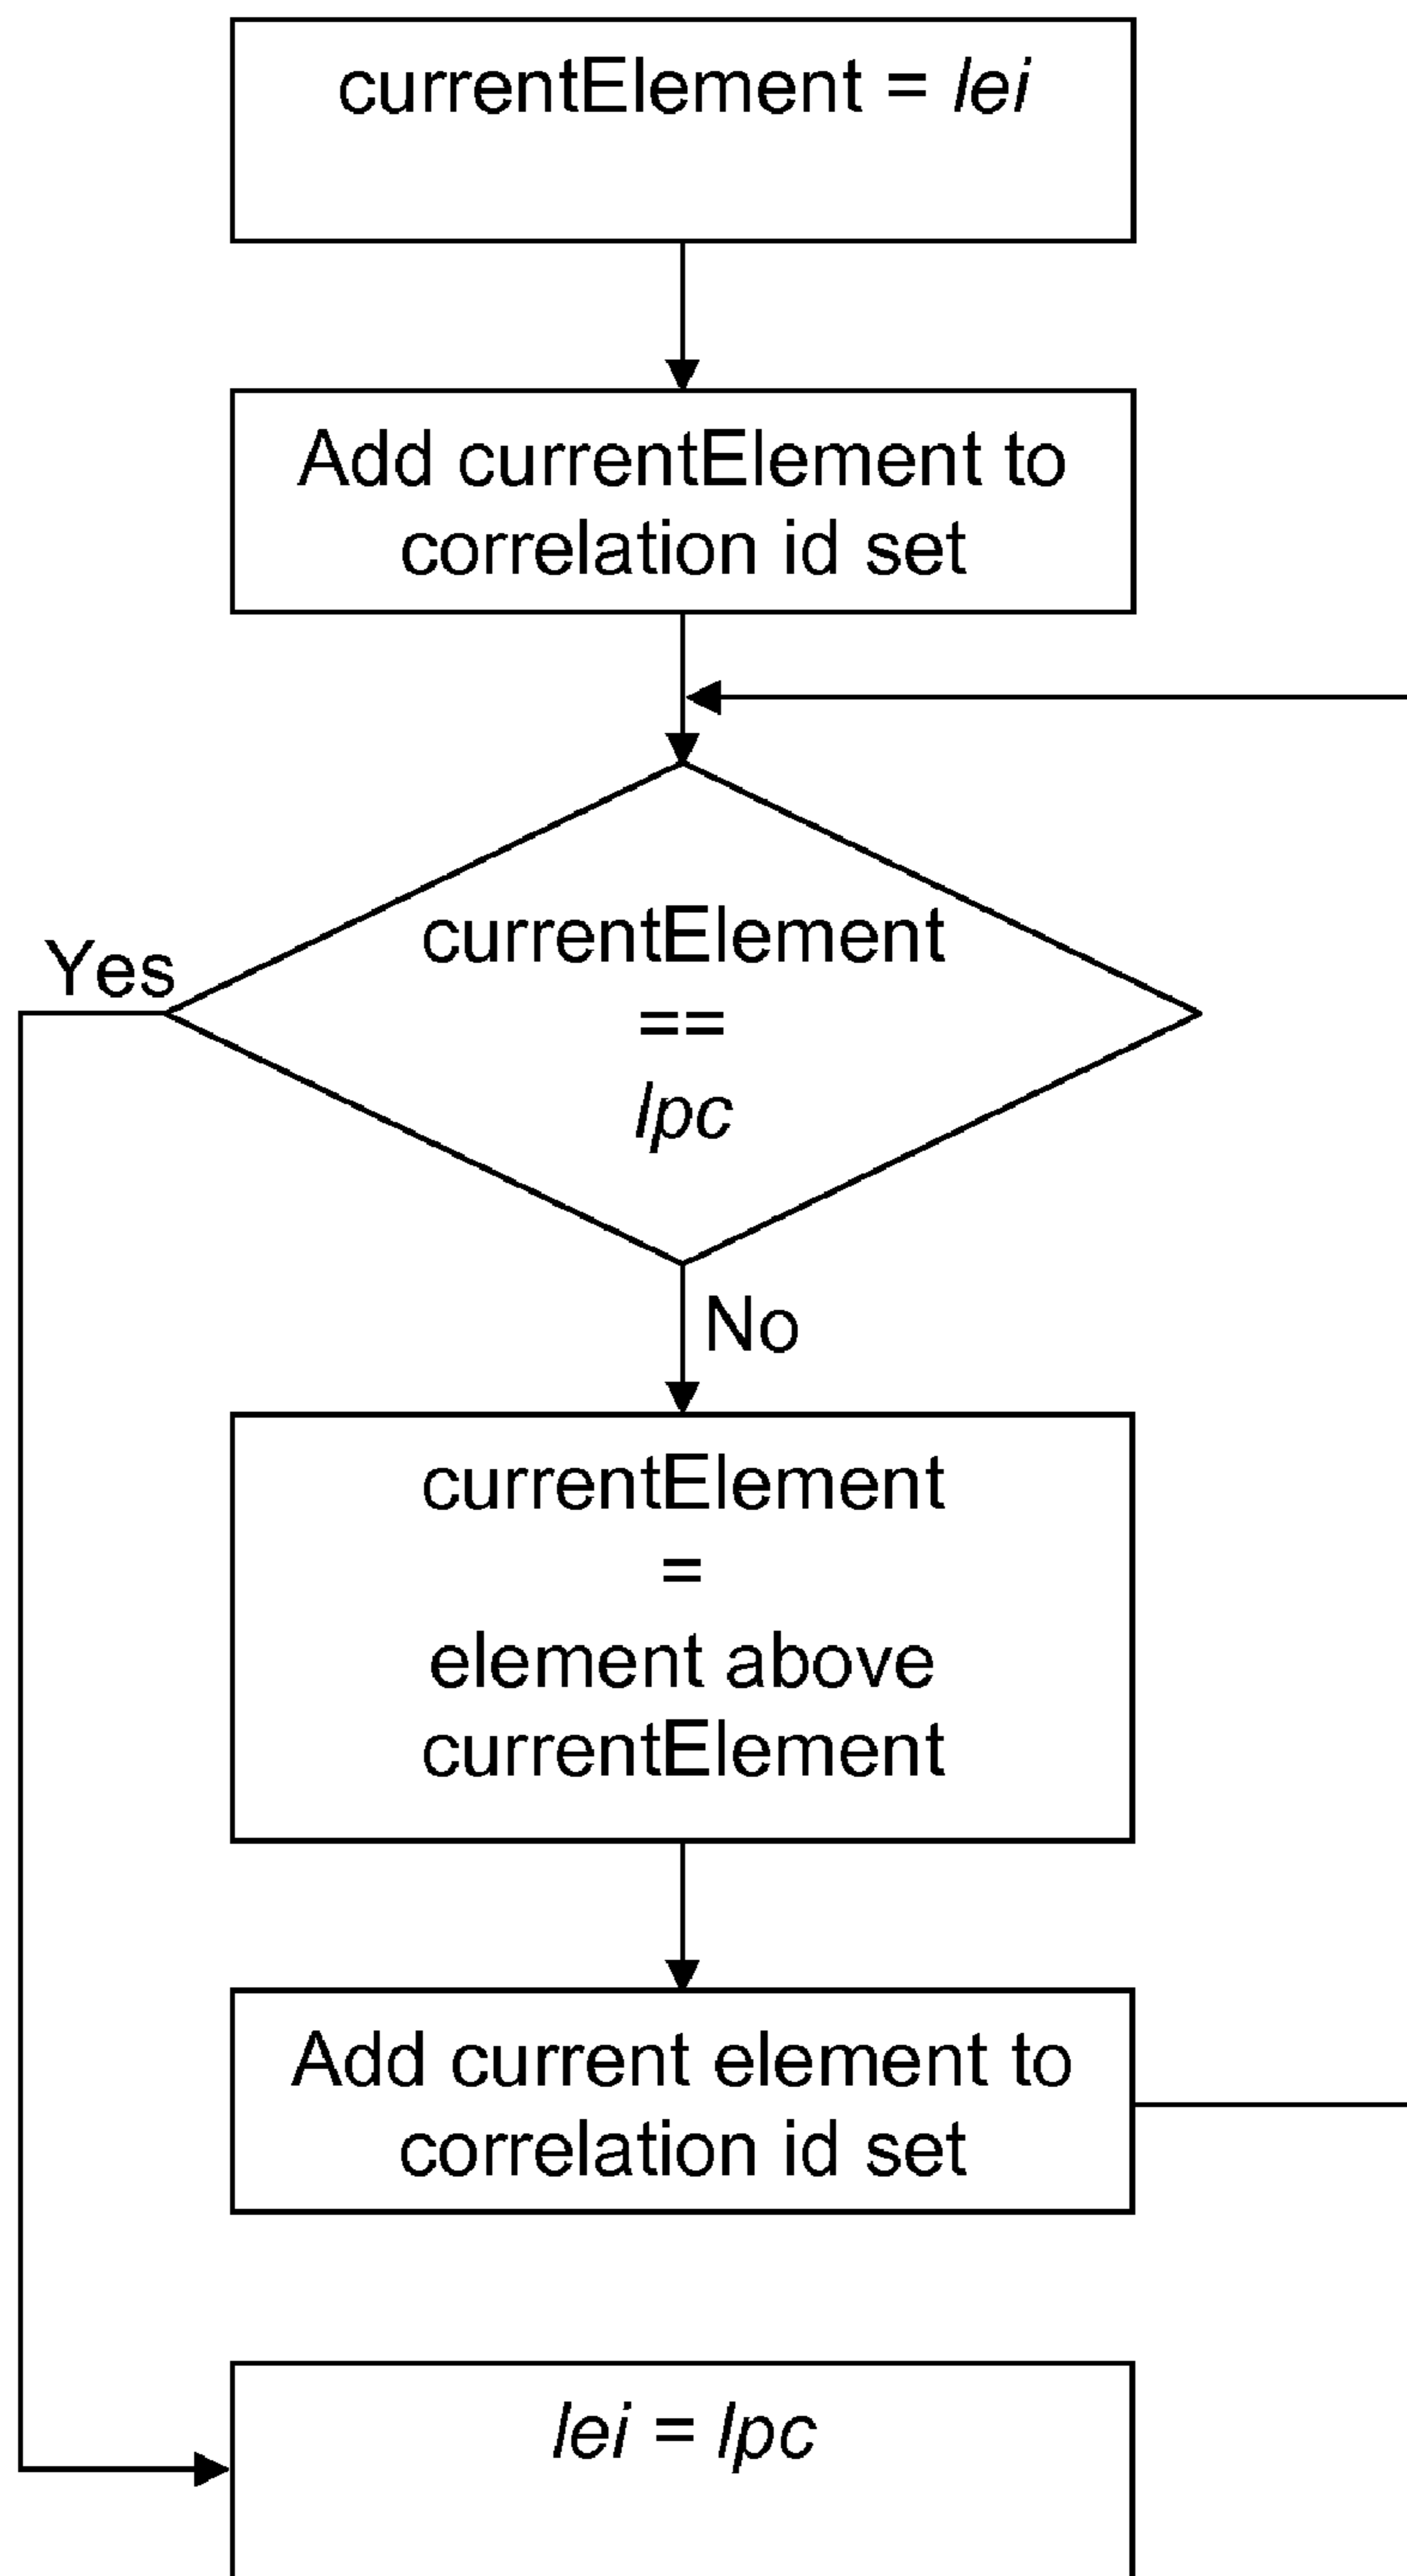 currentElement = lei
Add currentElement to
correlation id set
currentElement
==
lpc
Yes
No
currentElement
=
element above
currentElement
Add current element to
correlation id set
lei = lpc